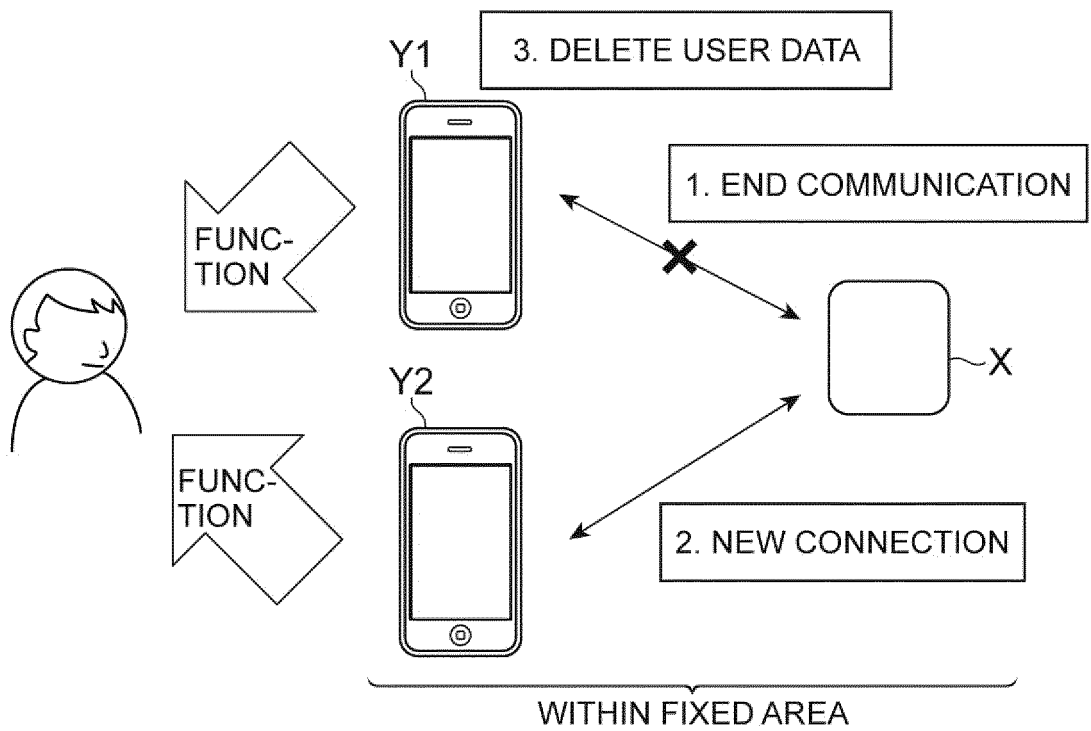 Y1
3. DELETE USER DATA
1. END COMMUNICATION
FUNC-
TION
X
Y2
FUNC-
TION
2. NEW CONNECTION
WITHIN FIXED AREA